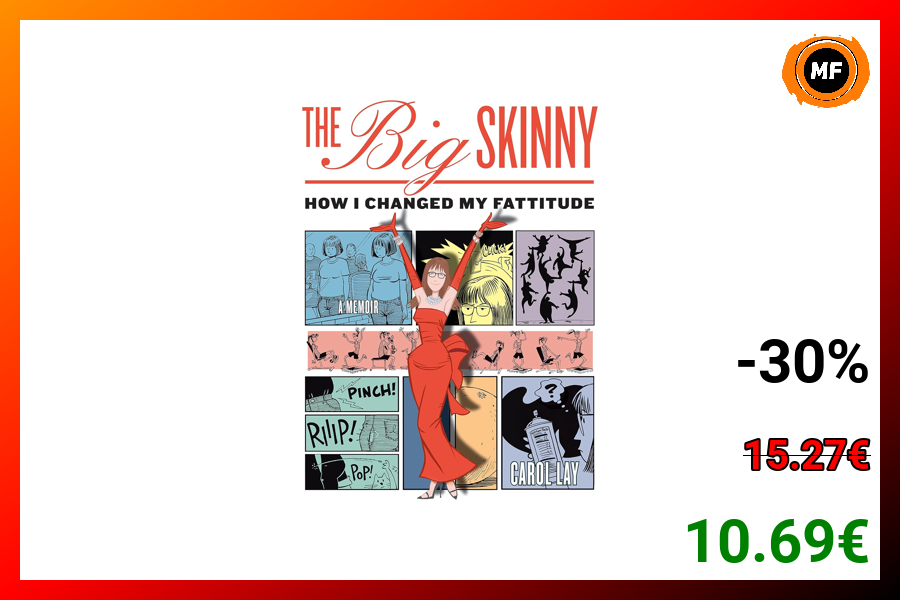 MF
THE Big SKINNY
HOW I CHANGED MY FATTITUDE
CLICK!
A MEMOIR
PINCH!
RIIIP!
POP!
?
CAROL LAY
-30%
15.27€
10.69€